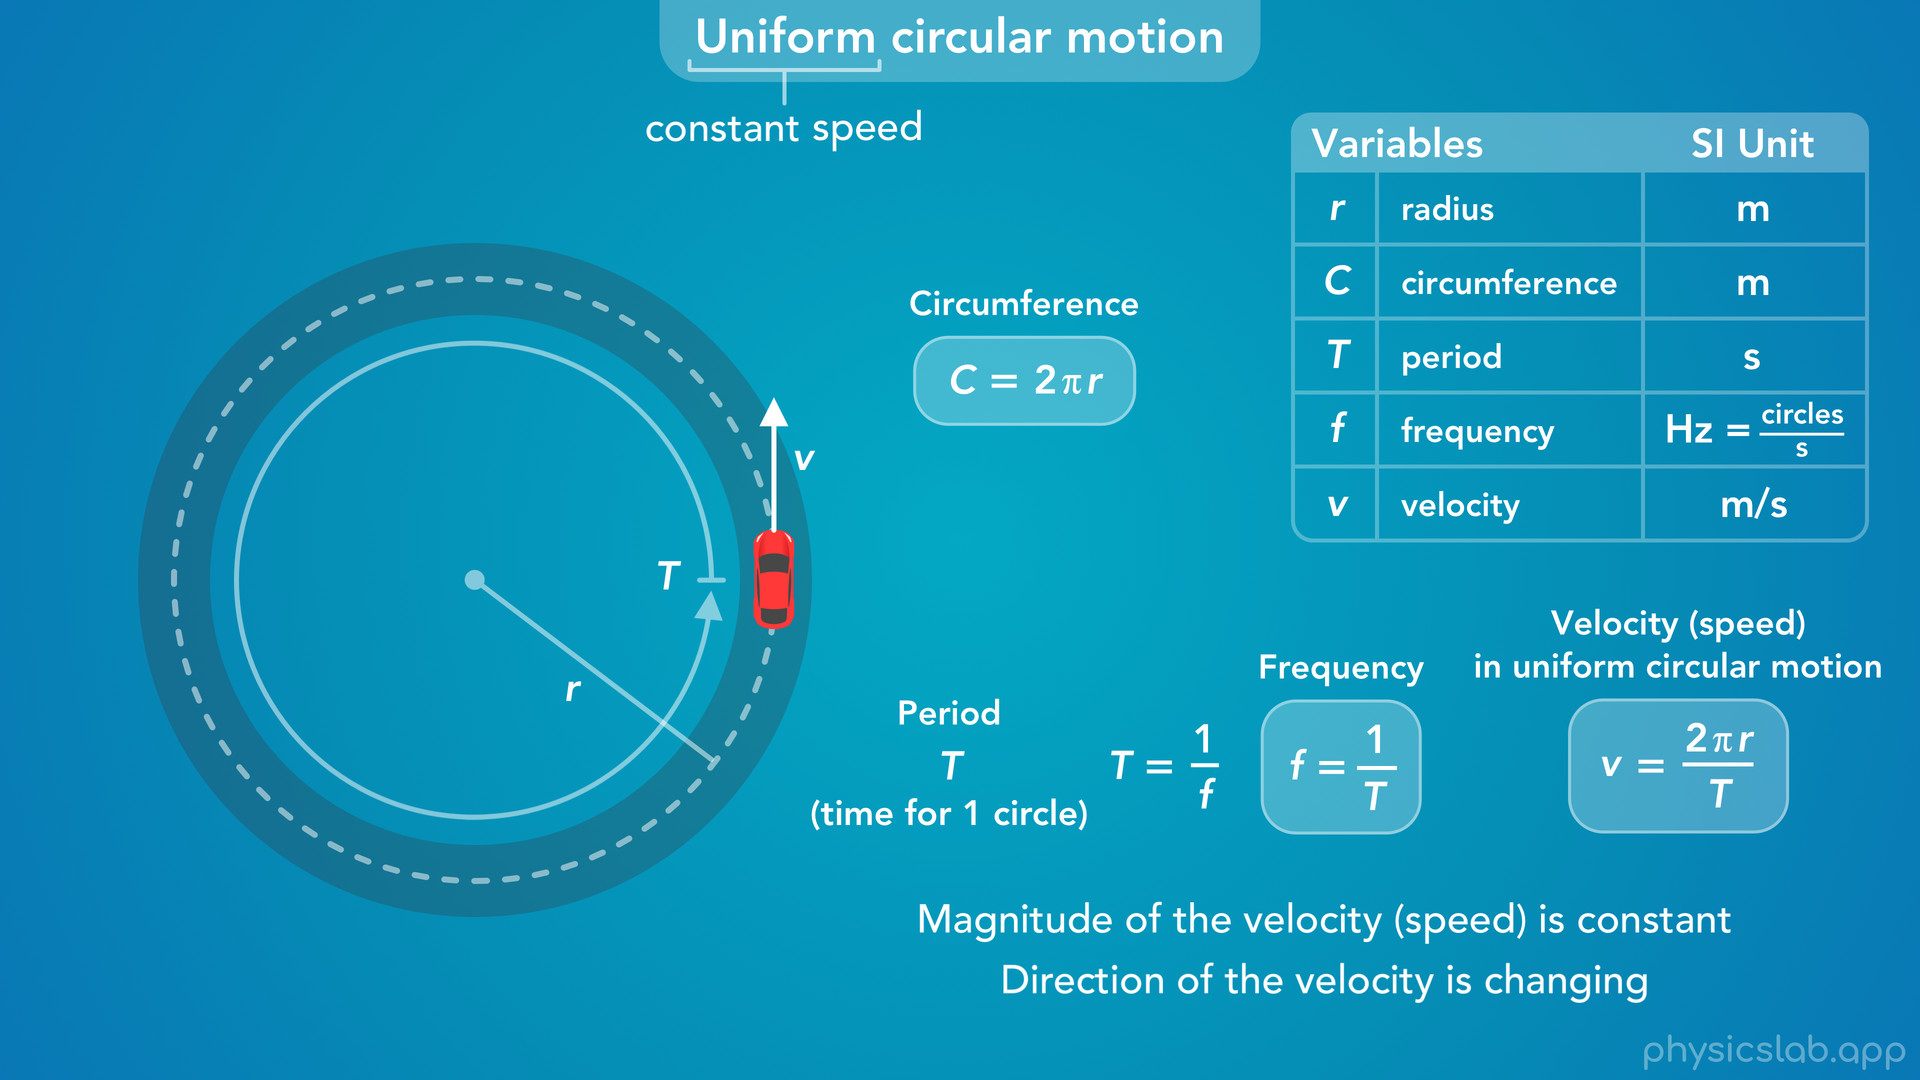 Uniform circular motion
constant speed
Variables SI Unit
r radius m
C circumference m
T period s
f frequency Hz = circles/s
v velocity m/s
Circumference
C = 2πr
v
T
r
Period
T
(time for 1 circle)
T = 1/f
Frequency
f = 1/T
Velocity (speed)
in uniform circular motion
v = 2πr/T
Magnitude of the velocity (speed) is constant
Direction of the velocity is changing
physicslab.app